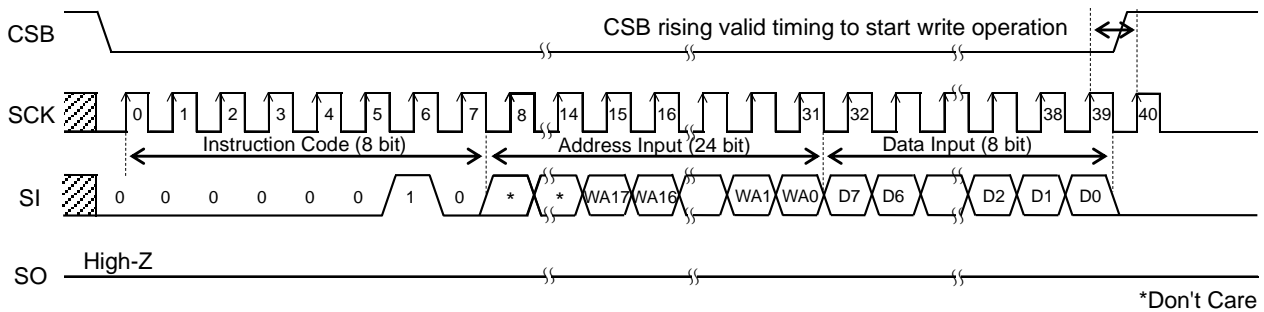 CSB CSB rising valid timing to start write operation
SCK 0 1 2 3 4 5 6 7 8 14 15 16 31 32 38 39 40
Instruction Code (8 bit) Address Input (24 bit) Data Input (8 bit)
SI 0 0 0 0 0 0 1 0 * * WA17 WA16 WA1 WA0 D7 D6 D2 D1 D0
High-Z
SO
*Don't Care